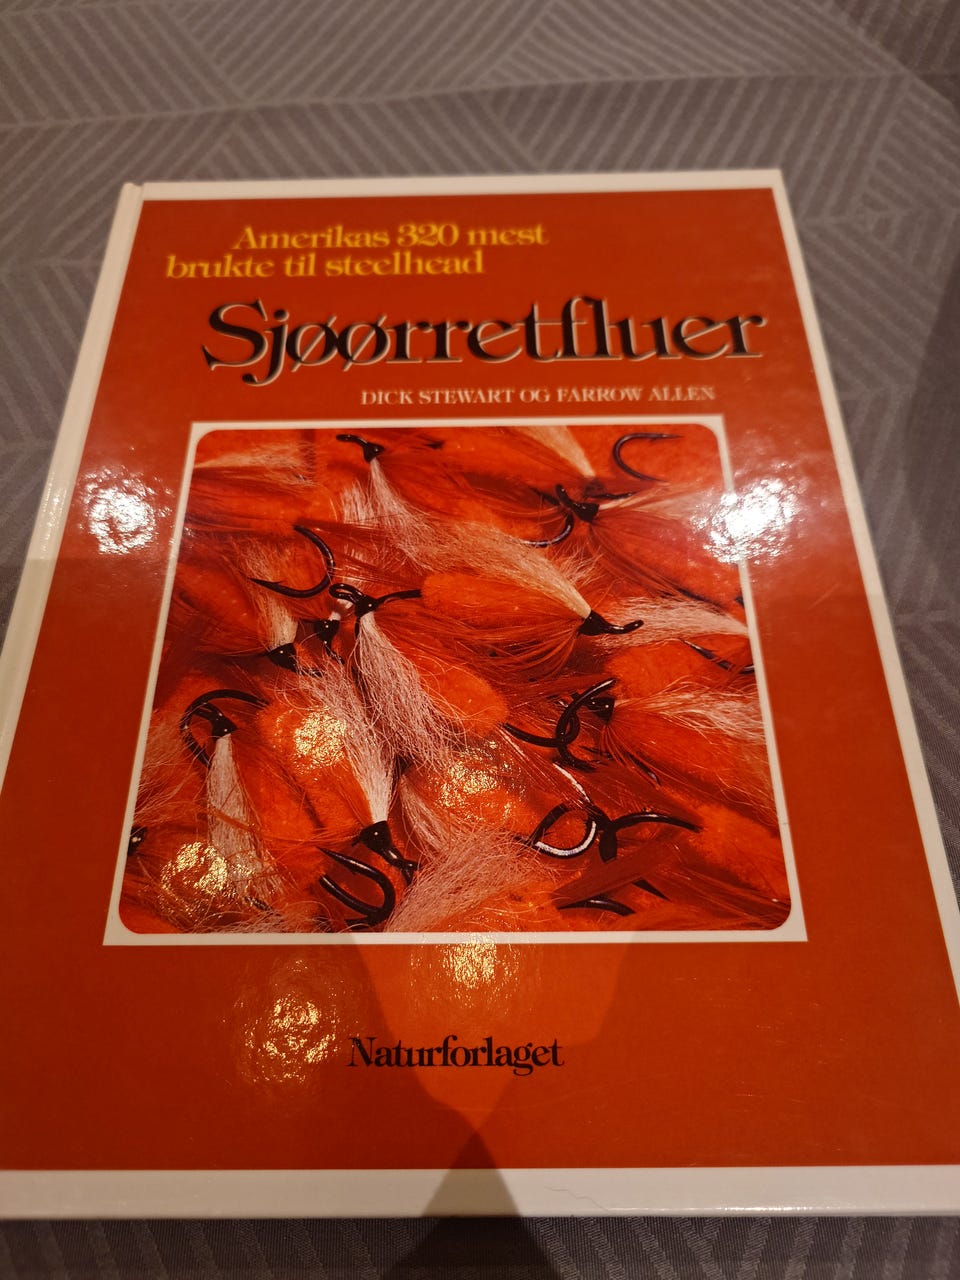 Amerikas 320 mest
brukte til steelhead
Sjøørretfluer
DICK STEWART OG FARROW ALLEN
Naturforlaget